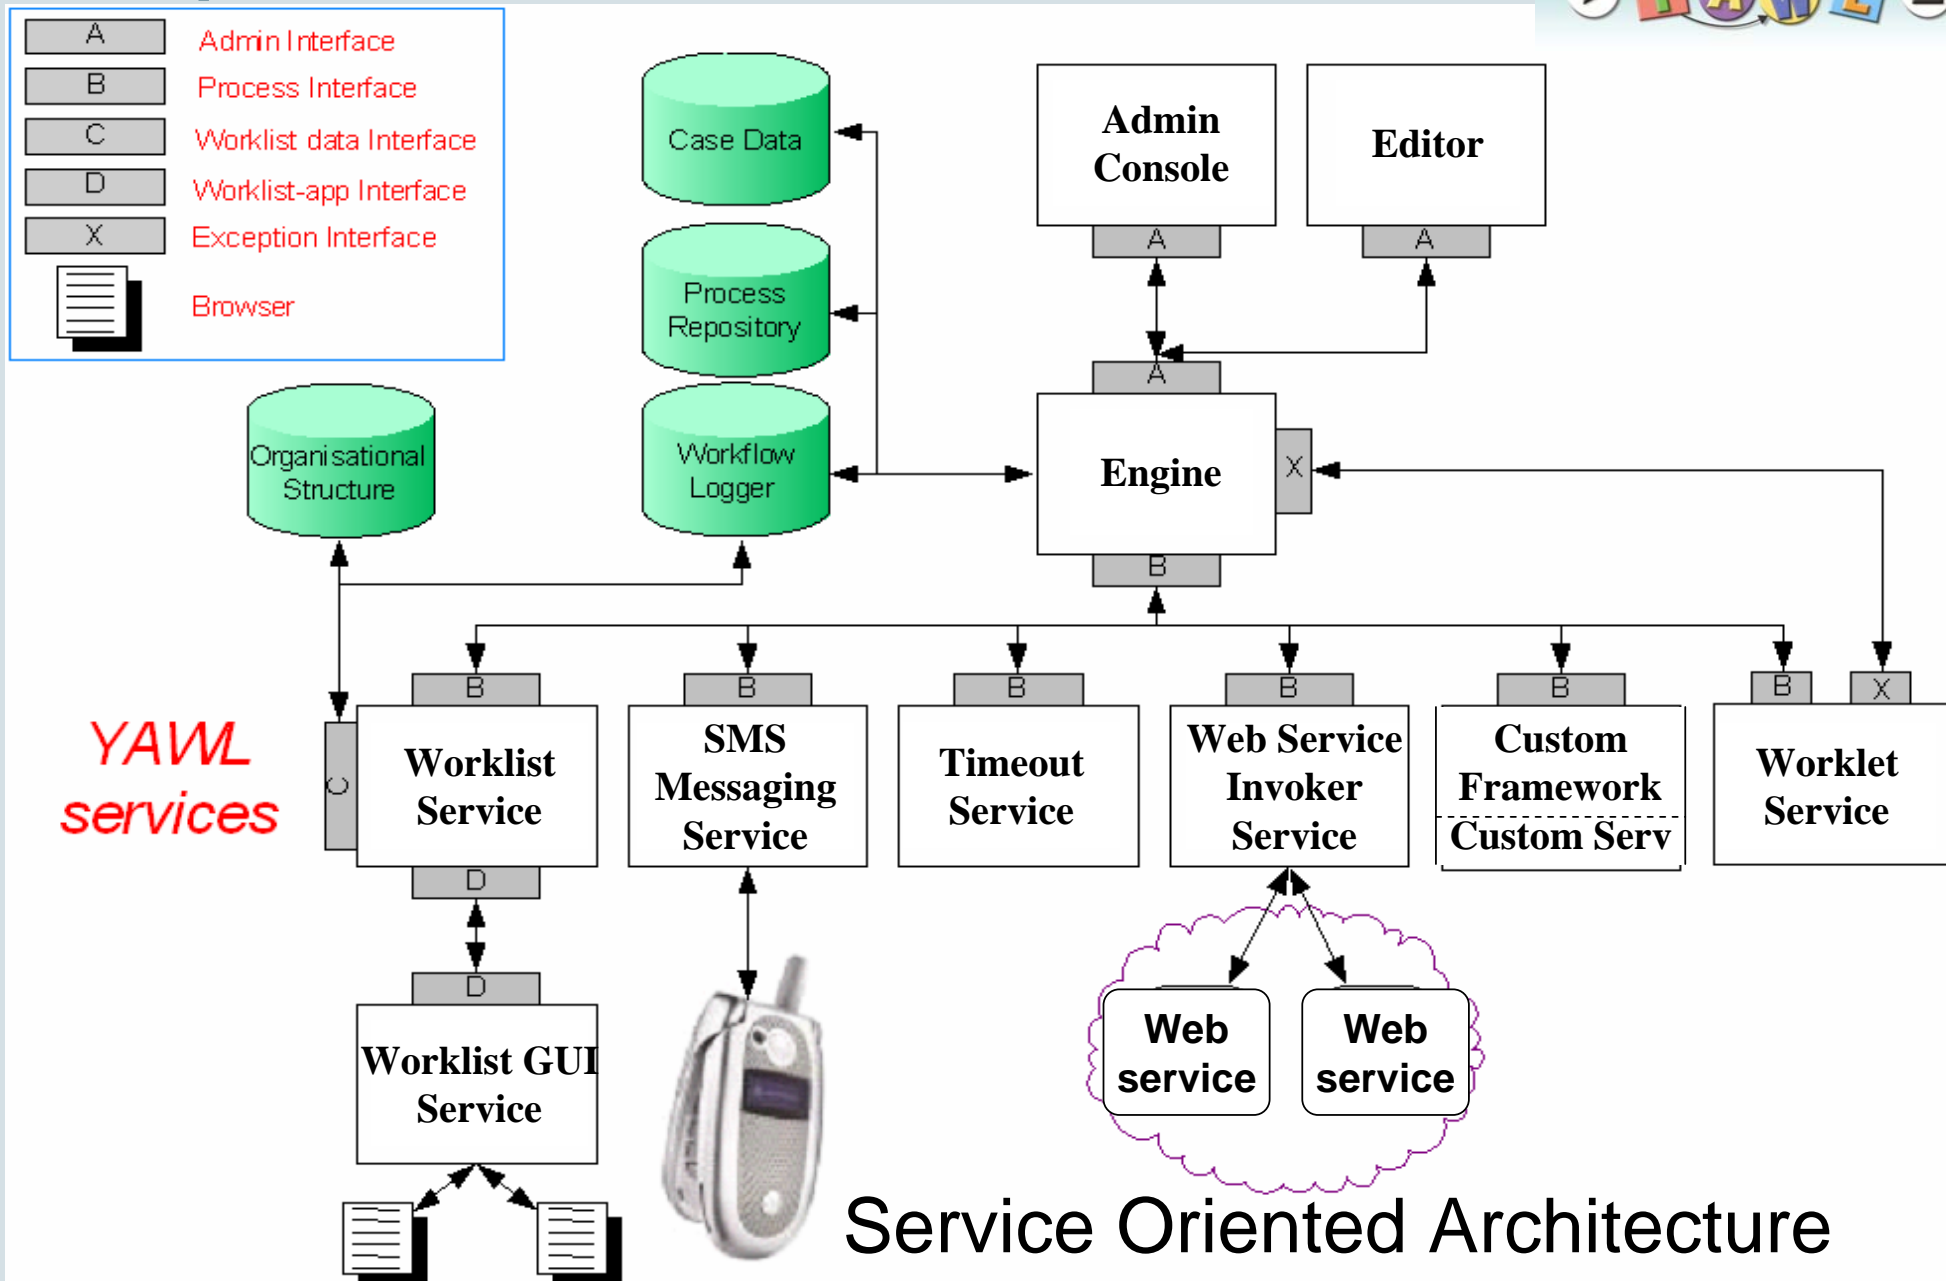 A Admin Interface
B Process Interface
C Worklist data Interface
D Worklist-app Interface
X Exception Interface
Browser
YAWL
Case Data
Process
Repository
Workflow
Logger
Organisational
Structure
Admin
Console
A
Editor
A
A
Engine
X
B
YAWL
services
B
C
Worklist
Service
D
B
SMS
Messaging
Service
B
Timeout
Service
B
Web Service
Invoker
Service
B
Custom
Framework
Custom Serv
B
X
Worklet
Service
D
Worklist GUI
Service
Web
service
Web
service
Service Oriented Architecture